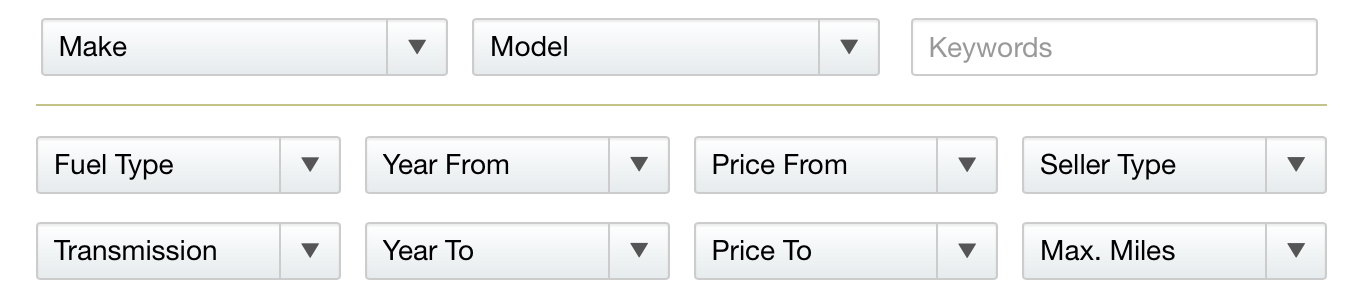 Make Model Keywords
Fuel Type Year From Price From Seller Type
Transmission Year To Price To Max. Miles